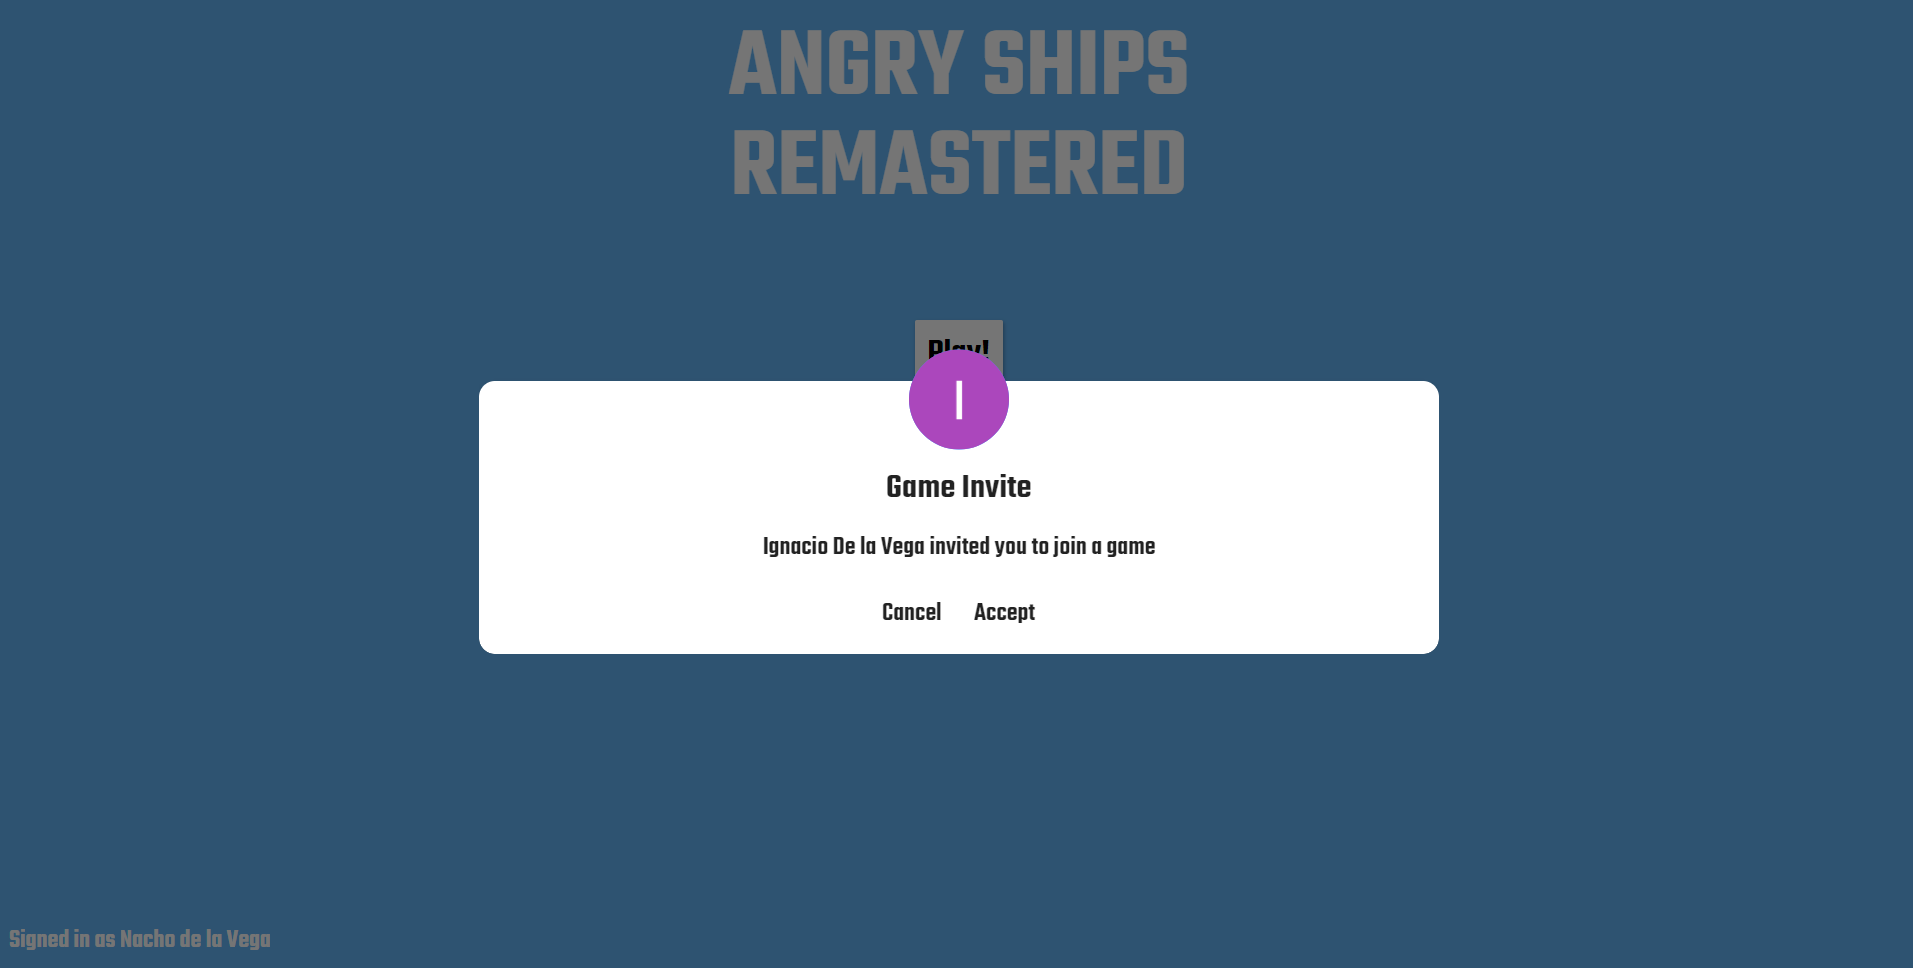 ANGRY SHIPS
REMASTERED
Play!
I
Game Invite
Ignacio De la Vega invited you to join a game
Cancel Accept
Signed in as Nacho de la Vega